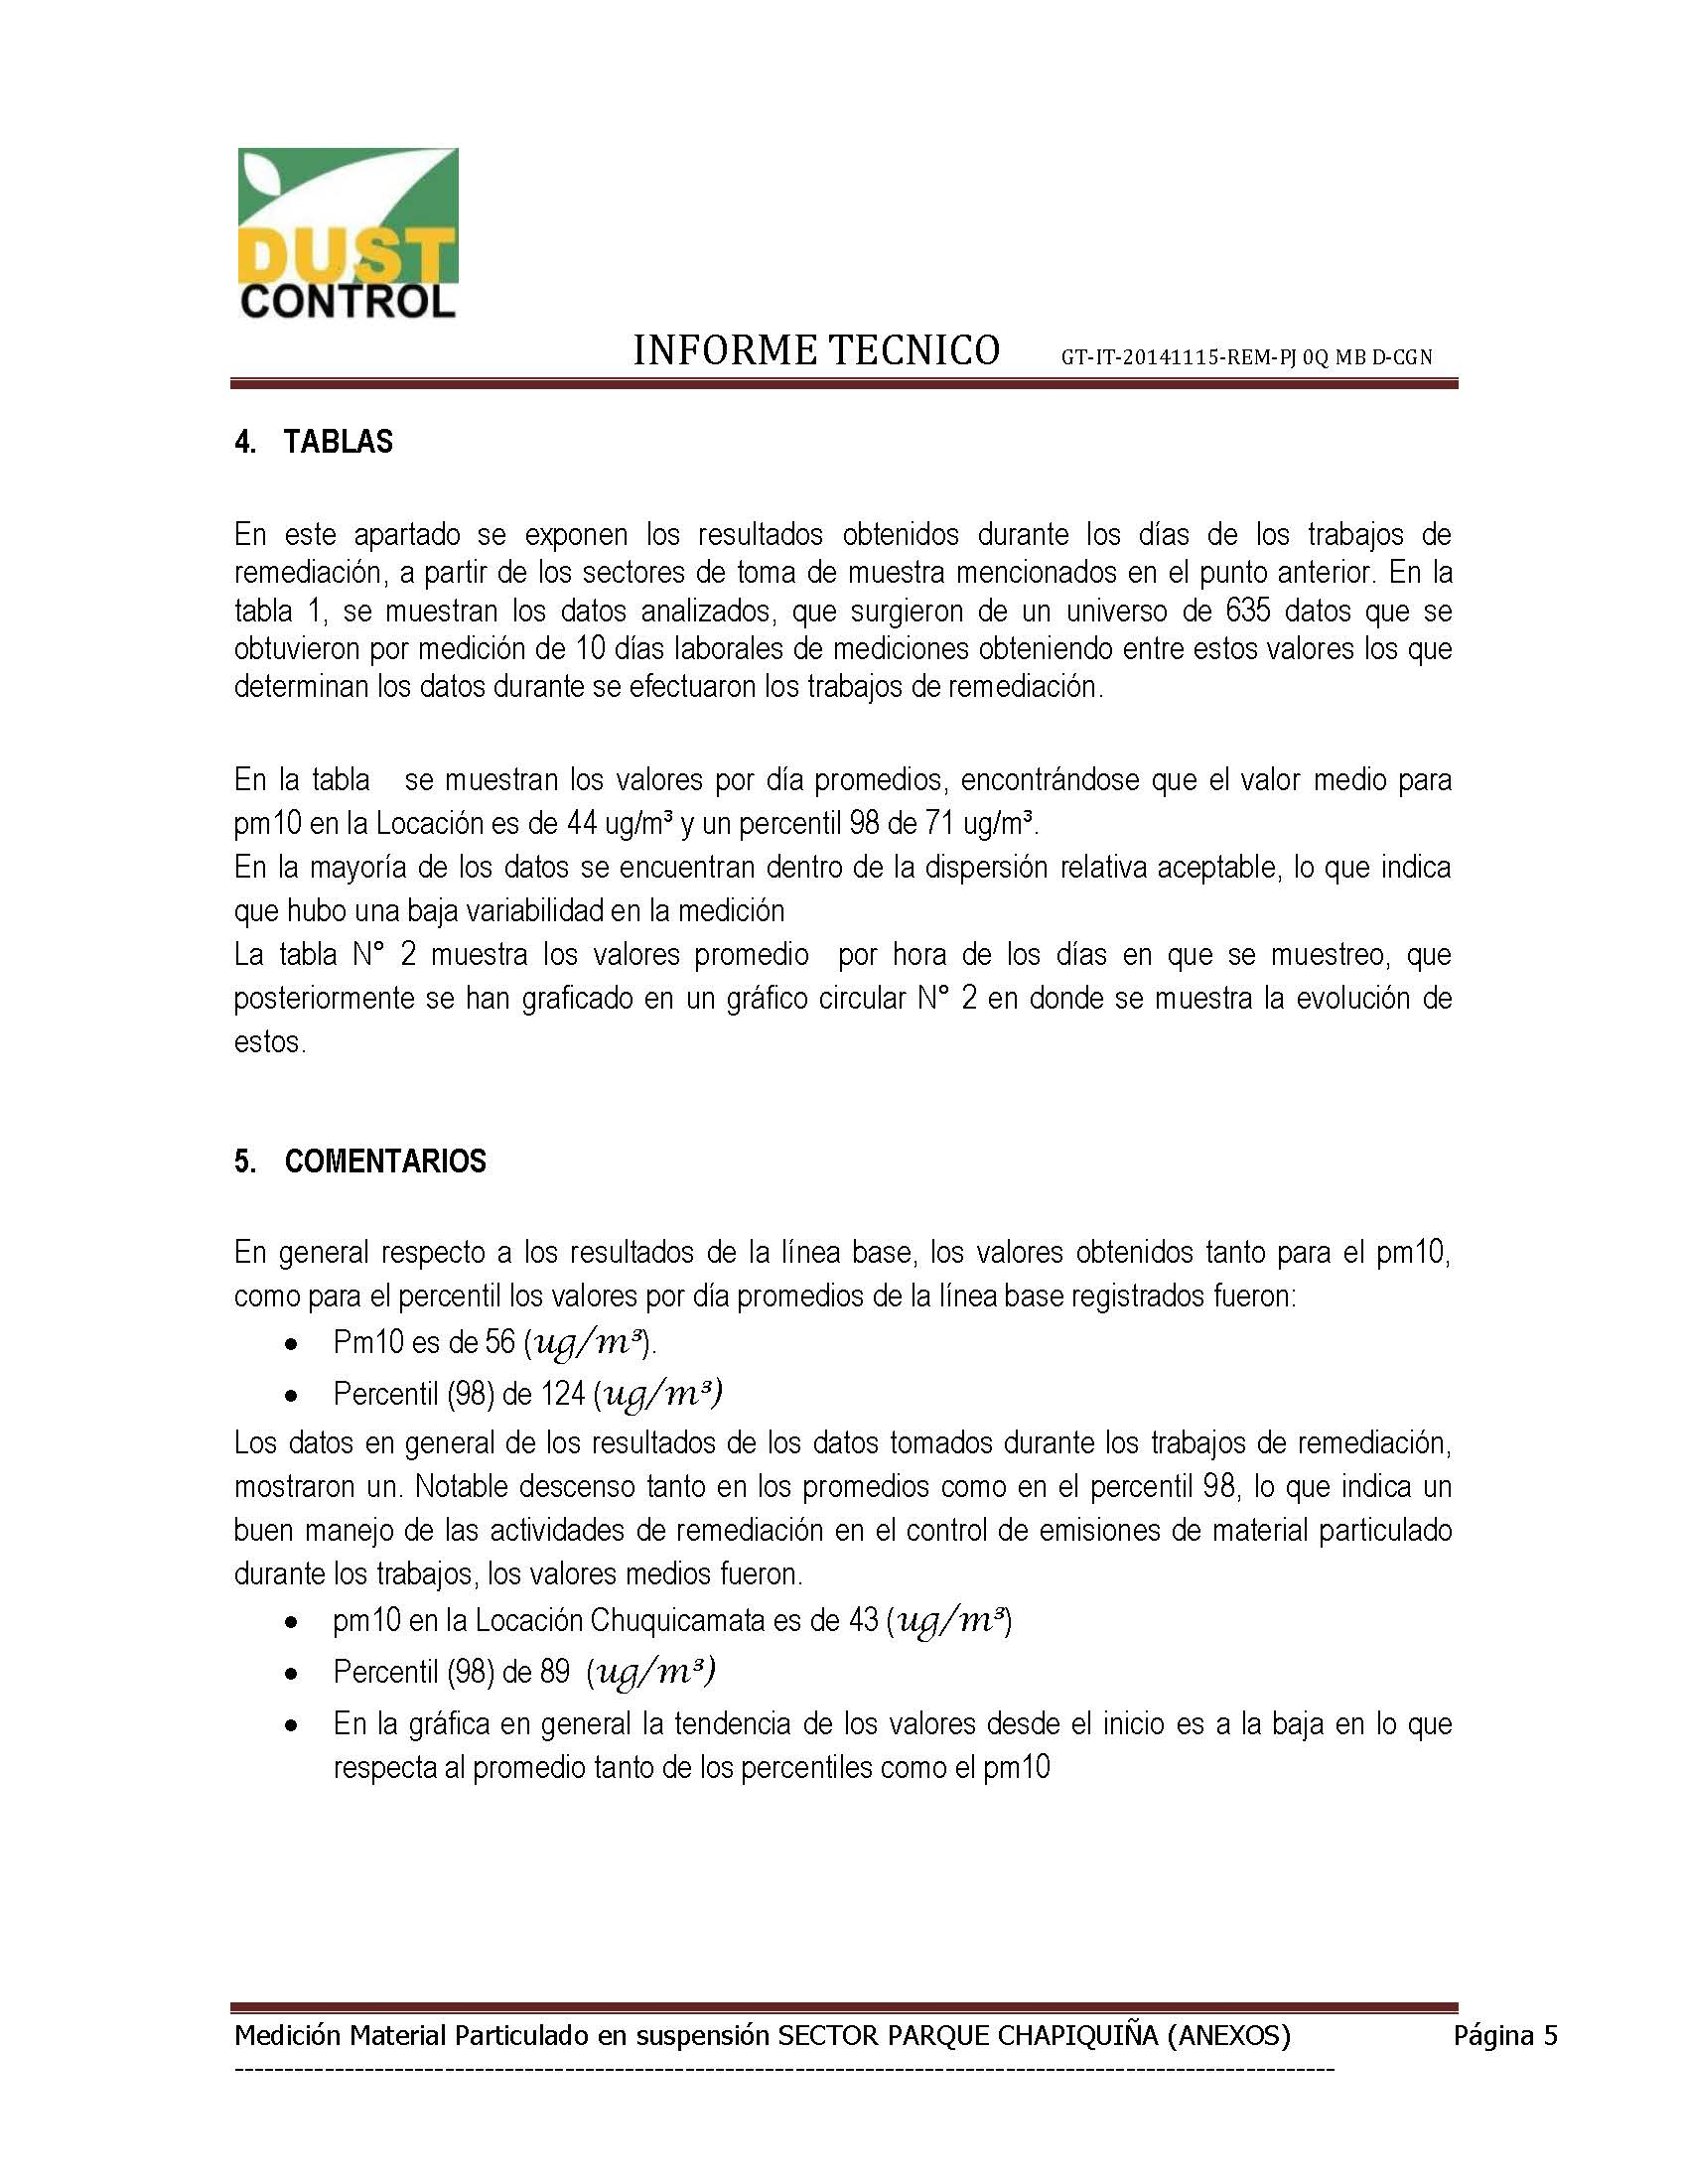 DUST
CONTROL
INFORME TECNICO GT-IT-20141115-REM-PJ 0Q MB D-CGN
4. TABLAS
En este apartado se exponen los resultados obtenidos durante los días de los trabajos de
remediación, a partir de los sectores de toma de muestra mencionados en el punto anterior. En la
tabla 1, se muestran los datos analizados, que surgieron de un universo de 635 datos que se
obtuvieron por medición de 10 días laborales de mediciones obteniendo entre estos valores los que
determinan los datos durante se efectuaron los trabajos de remediación.
En la tabla se muestran los valores por día promedios, encontrándose que el valor medio para
pm10 en la Locación es de 44 ug/m³ y un percentil 98 de 71 ug/m³.
En la mayoría de los datos se encuentran dentro de la dispersión relativa aceptable, lo que indica
que hubo una baja variabilidad en la medición
La tabla N° 2 muestra los valores promedio por hora de los días en que se muestreo, que
posteriormente se han graficado en un gráfico circular N° 2 en donde se muestra la evolución de
estos.
5. COMENTARIOS
En general respecto a los resultados de la línea base, los valores obtenidos tanto para el pm10,
como para el percentil los valores por día promedios de la línea base registrados fueron:
• Pm10 es de 56 (ug/m³).
• Percentil (98) de 124 (ug/m³)
Los datos en general de los resultados de los datos tomados durante los trabajos de remediación,
mostraron un. Notable descenso tanto en los promedios como en el percentil 98, lo que indica un
buen manejo de las actividades de remediación en el control de emisiones de material particulado
durante los trabajos, los valores medios fueron.
• pm10 en la Locación Chuquicamata es de 43 (ug/m³)
• Percentil (98) de 89 (ug/m³)
• En la gráfica en general la tendencia de los valores desde el inicio es a la baja en lo que
respecta al promedio tanto de los percentiles como el pm10
Medición Material Particulado en suspensión SECTOR PARQUE CHAPIQUIÑA (ANEXOS) Página 5
--------------------------------------------------------------------------------------------------------------